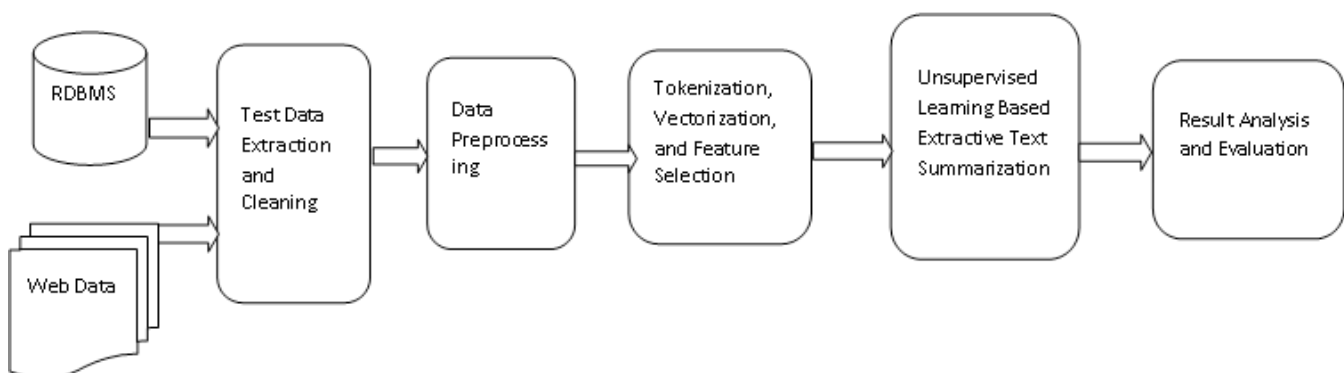 RDBMS
Web Data
Test Data
Extraction
and
Cleaning
Data
Preprocess
ing
Tokenization,
Vectorization,
and Feature
Selection
Unsupervised
Learning Based
Extractive Text
Summarization
Result Analysis
and Evaluation